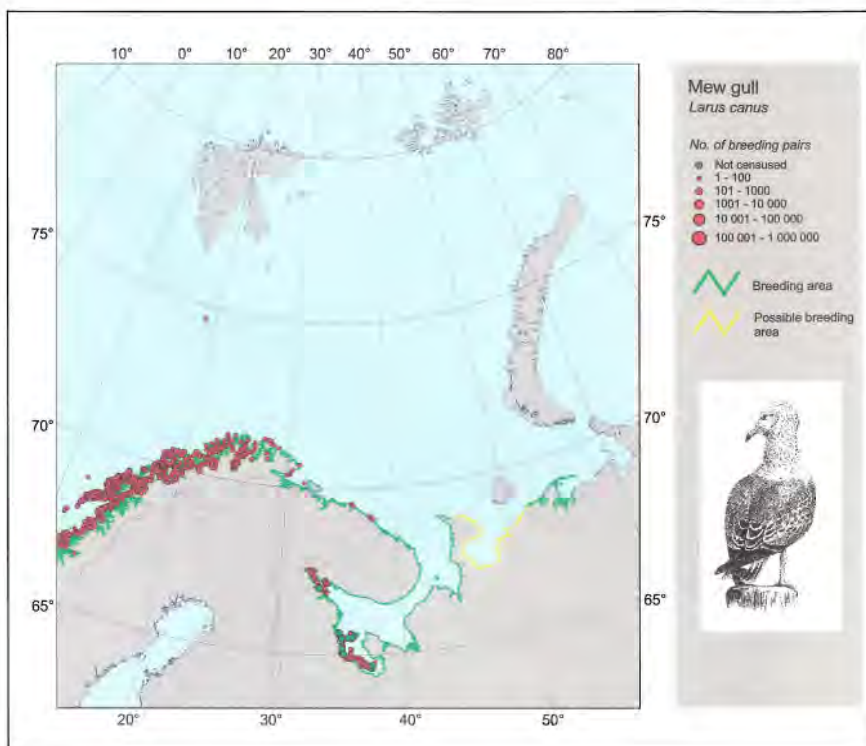 10° 0° 10° 20° 30° 40° 50° 60° 70° 80°
75°
70°
65°
75°
70°
65°
20° 30° 40° 50°
Mew gull
Larus canus
No. of breeding pairs
Not censused
1 - 100
101 - 1000
1001 - 10 000
10 001 - 100 000
100 001 - 1 000 000
Breeding area
Possible breeding
area